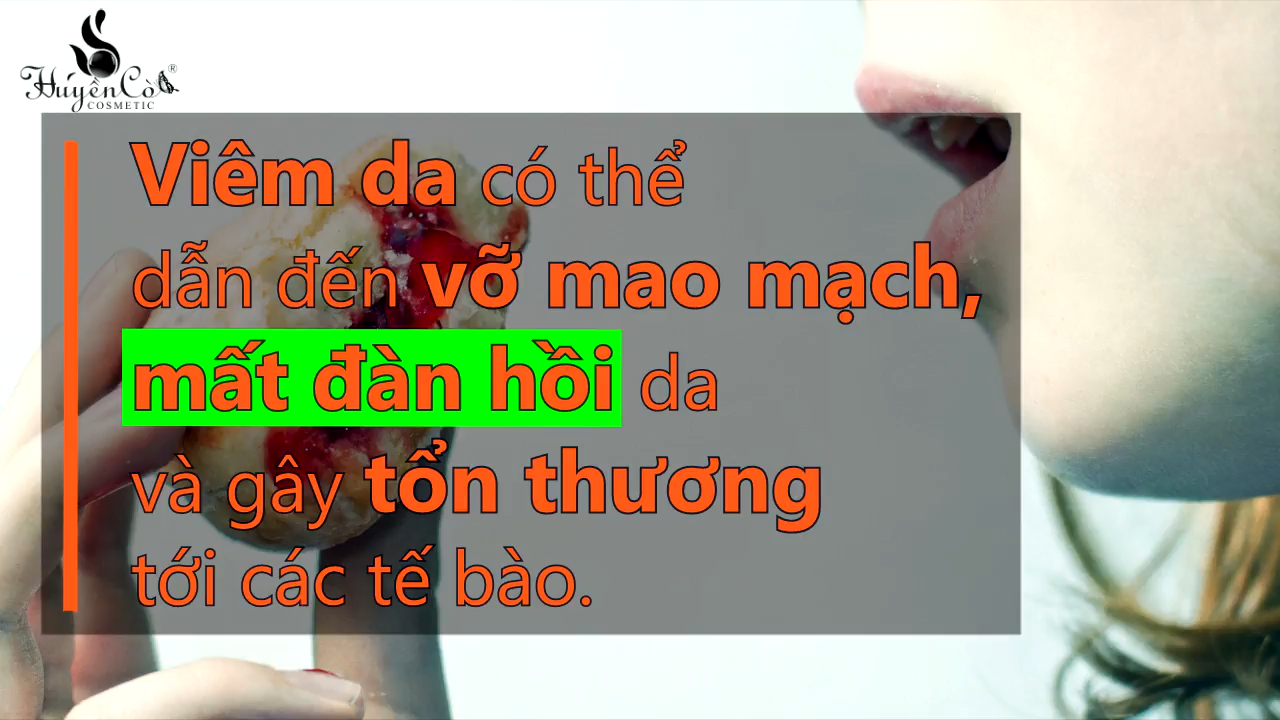 HuyềnCò®
COSMETIC
Viêm da có thể
dẫn đến vỡ mao mạch,
mất đàn hồi da
và gây tổn thương
tới các tế bào.